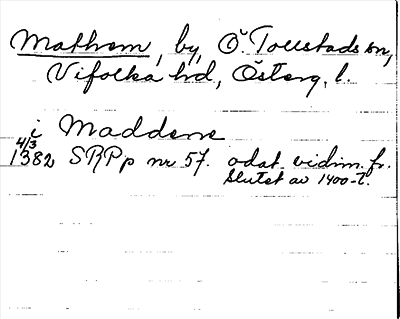 Mathem, by, Ö. Tollstads sn,
Vifolka hd, Österg. l.
i Maddene
4/3
1382 SRPp nr 57. odat. vidim. fr.
slutet av 1400-t.